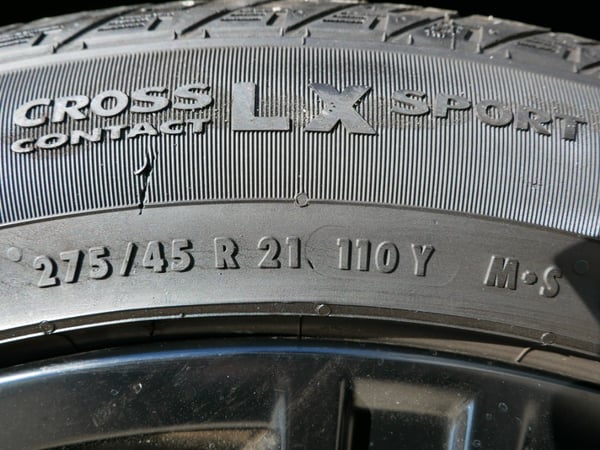 CROSS CONTACT LX SPORT
275/45 R 21 110 Y M·S